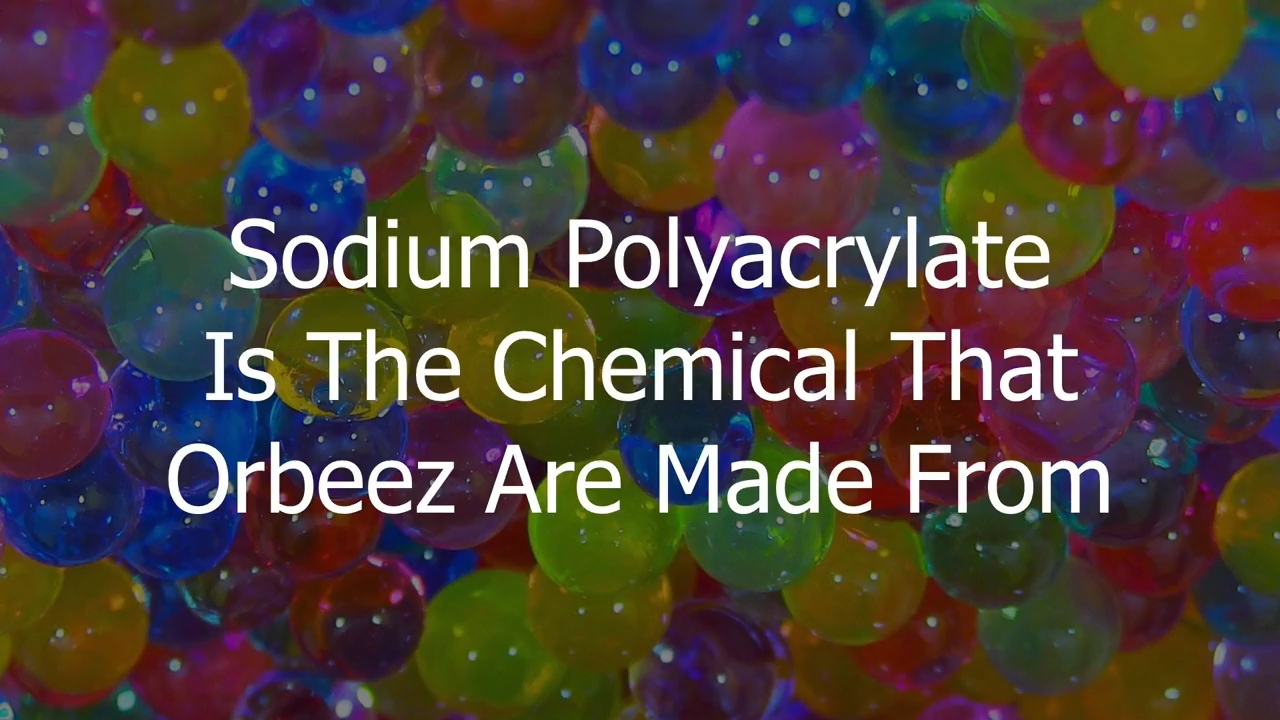 Sodium Polyacrylate
Is The Chemical That
Orbeez Are Made From